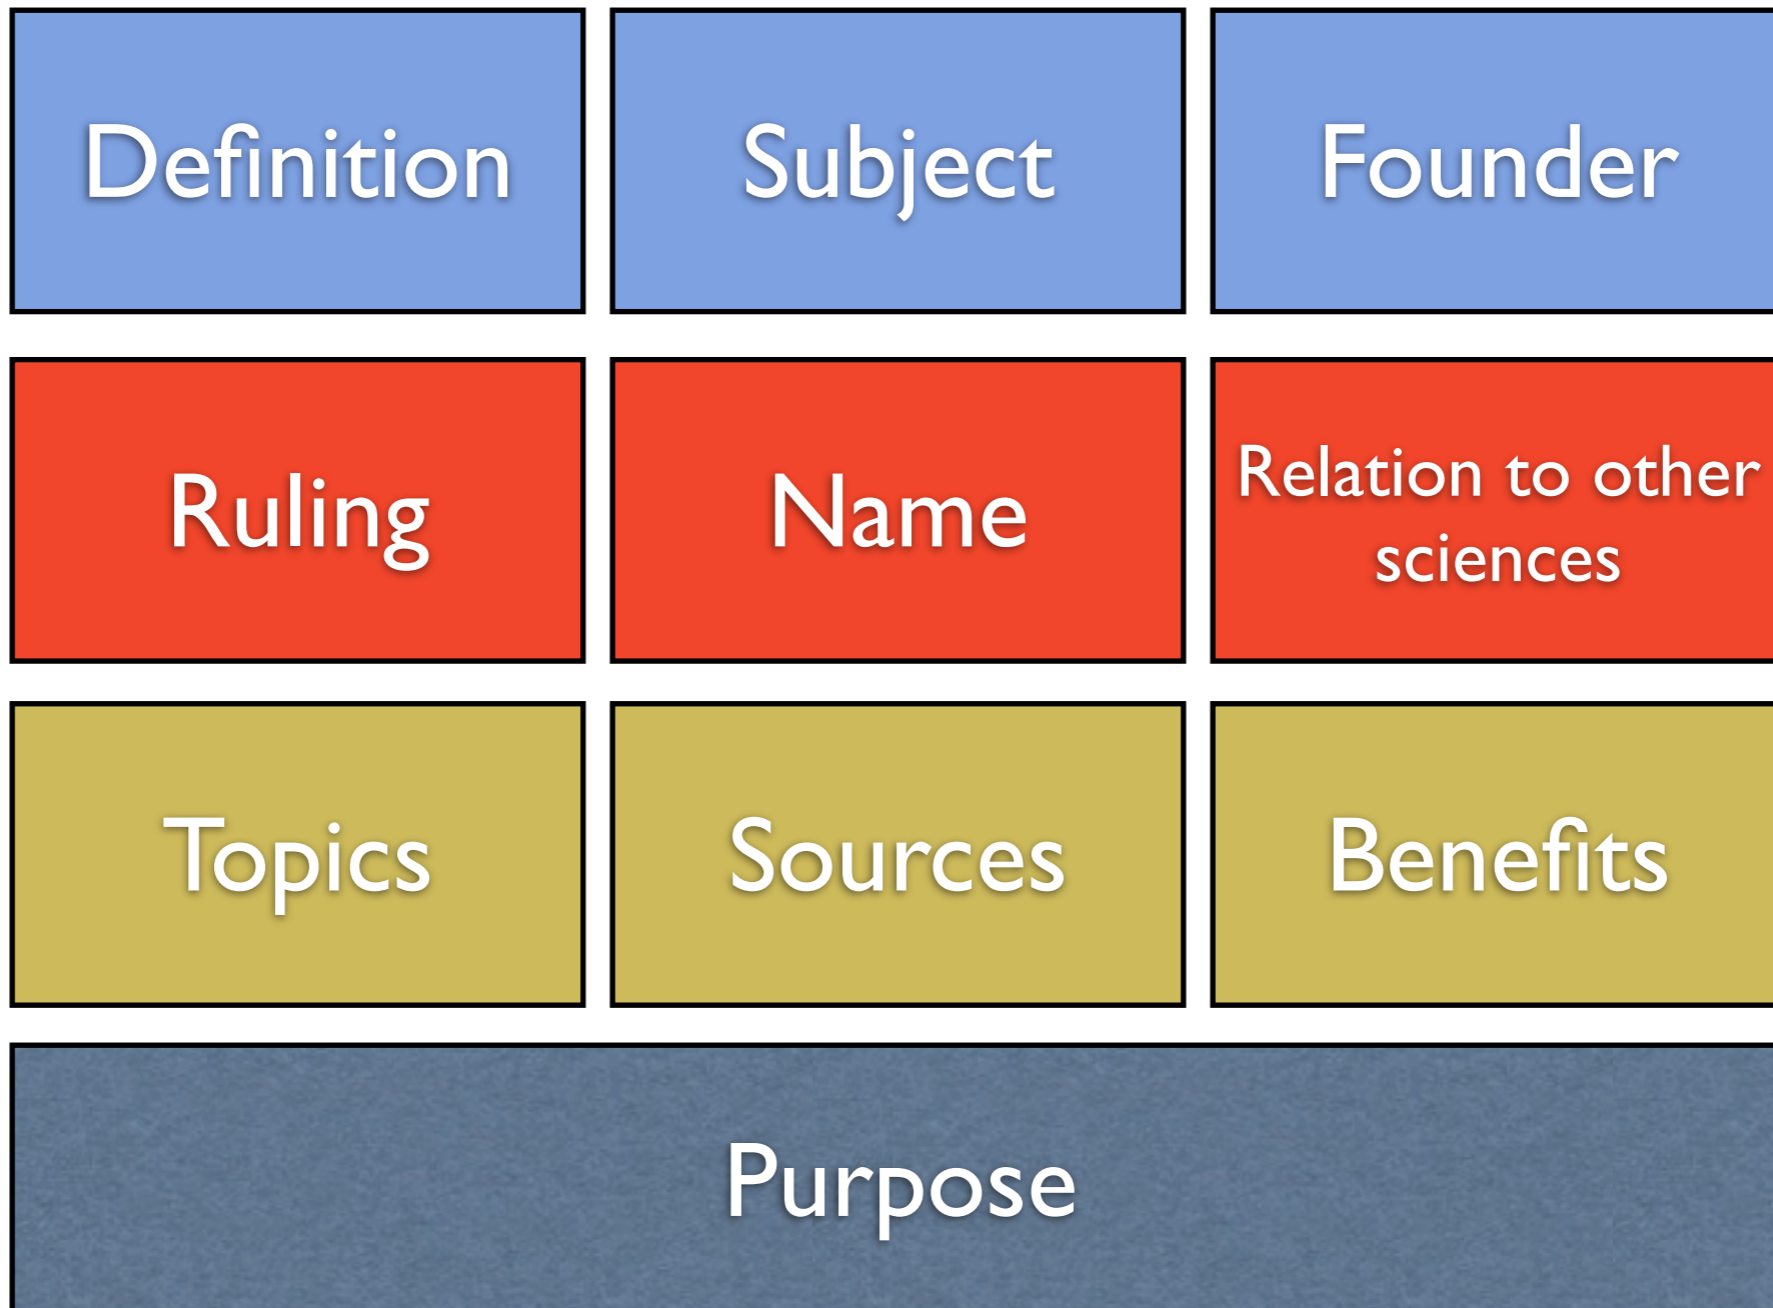 Definition
Subject
Founder
Ruling
Name
Relation to other
sciences
Topics
Sources
Benefits
Purpose